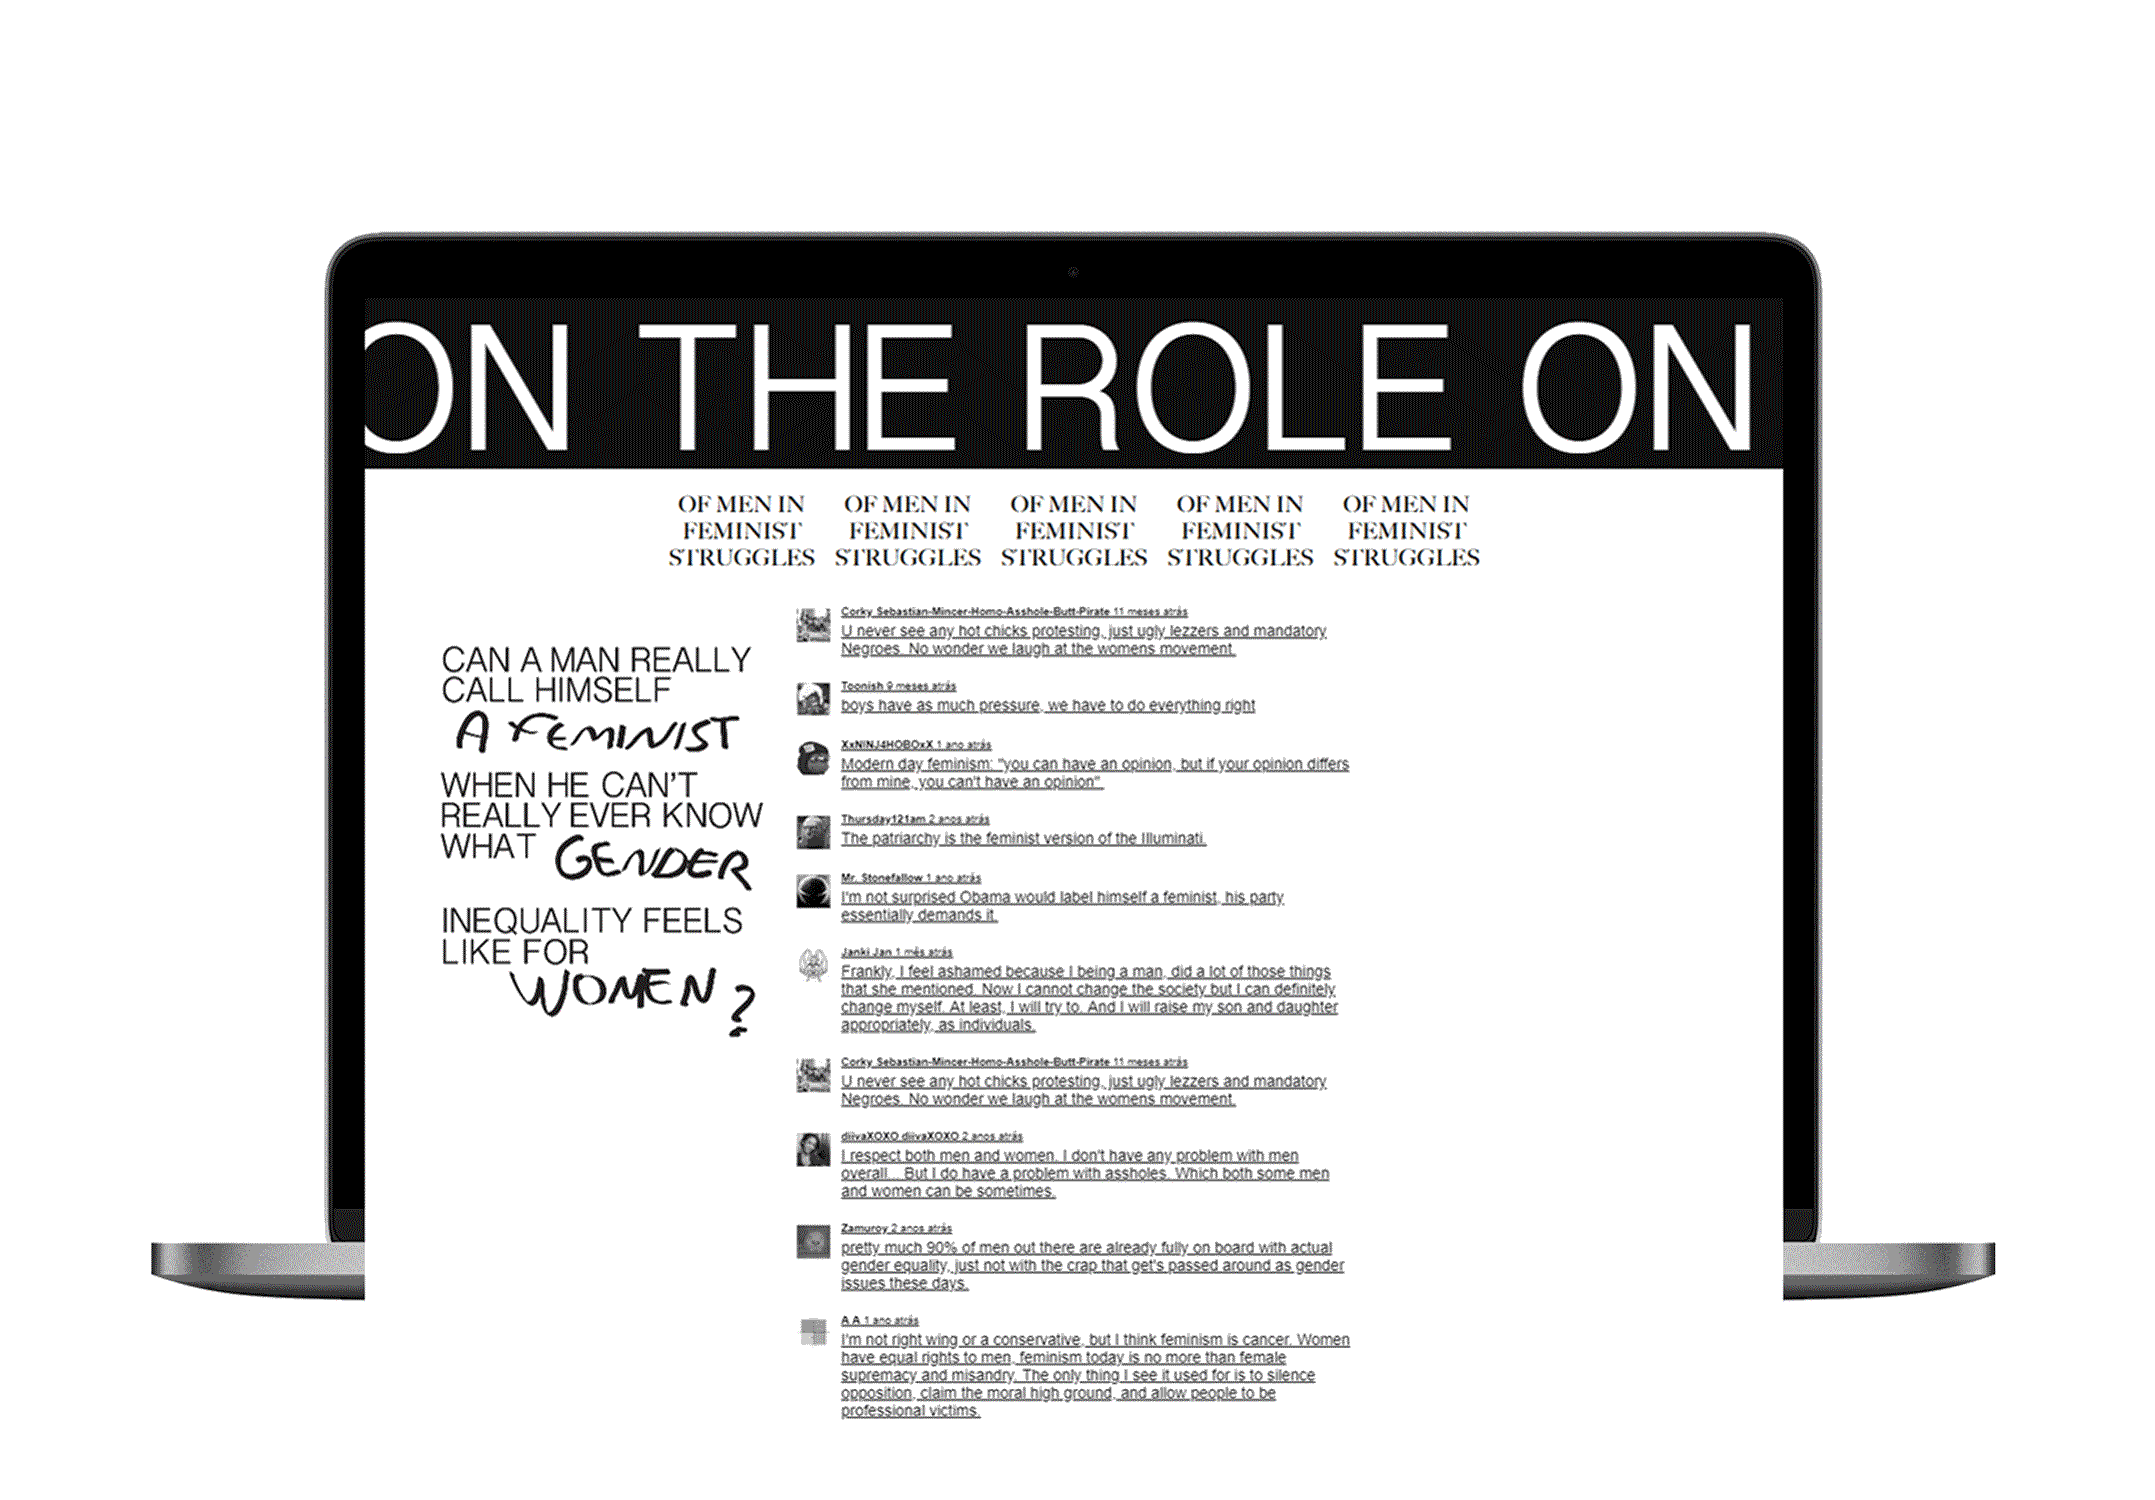 ON THE ROLE ON
OF MEN IN OF MEN IN OF MEN IN OF MEN IN OF MEN IN
FEMINIST FEMINIST FEMINIST FEMINIST FEMINIST
STRUGGLES STRUGGLES STRUGGLES STRUGGLES STRUGGLES
CAN A MAN REALLY
CALL HIMSELF
A FEMINIST
WHEN HE CAN'T
REALLY EVER KNOW
WHAT GENDER
INEQUALITY FEELS
LIKE FOR
WOMEN?
Corky Sebastian-Mincer-Homo-Asshole-Butt-Pirate 11 meses atrás
U never see any hot chicks protesting, just ugly lezzers and mandatory
Negroes. No wonder we laugh at the womens movement.
Toonish 9 meses atrás
boys have as much pressure, we have to do everything right
XxNINJ4HOBOxX 1 ano atrás
Modern day feminism: "you can have an opinion, but if your opinion differs
from mine, you can't have an opinion".
Thursday121am 2 anos atrás
The patriarchy is the feminist version of the Illuminati.
Mr. Stonefallow 1 ano atrás
I'm not surprised Obama would label himself a feminist, his party
essentially demands it.
Janki Jan 1 mês atrás
Frankly, I feel ashamed because I being a man, did a lot of those things
that she mentioned. Now I cannot change the society but I can definitely
change myself. At least, I will try to. And I will raise my son and daughter
appropriately, as individuals.
Corky Sebastian-Mincer-Homo-Asshole-Butt-Pirate 11 meses atrás
U never see any hot chicks protesting, just ugly lezzers and mandatory
Negroes. No wonder we laugh at the womens movement.
diivaXOXO diivaXOXO 2 anos atrás
I respect both men and women. I don't have any problem with men
overall... But I do have a problem with assholes. Which both some men
and women can be sometimes.
Zamuroy 2 anos atrás
pretty much 90% of men out there are already fully on board with actual
gender equality, just not with the crap that get's passed around as gender
issues these days.
A A 1 ano atrás
I'm not right wing or a conservative, but I think feminism is cancer. Women
have equal rights to men, feminism today is no more than female
supremacy and misandry. The only thing I see it used for is to silence
opposition, claim the moral high ground, and allow people to be
professional victims.